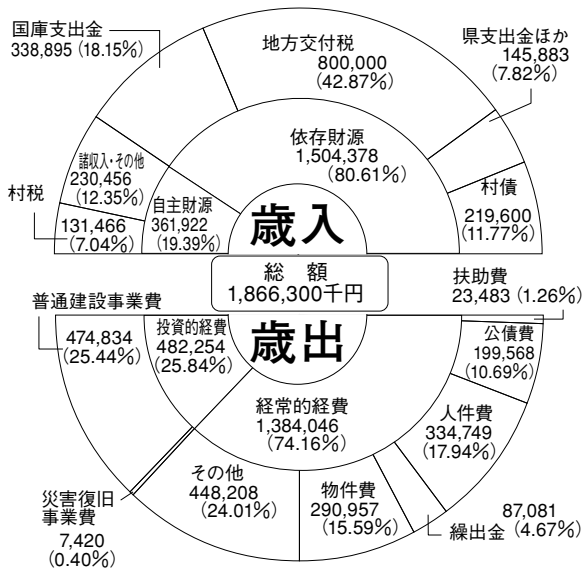 国庫支出金
338,895 (18.15%)
地方交付税
800,000
(42.87%)
県支出金ほか
145,883
(7.82%)
諸収入・その他
230,456
(12.35%)
依存財源
1,504,378
(80.61%)
村税
131,466
(7.04%)
自主財源
361,922
(19.39%)
村債
219,600
(11.77%)
歳入
総　額
1,866,300千円
歳出
扶助費
23,483 (1.26%)
普通建設事業費
474,834
(25.44%)
投資的経費
482,254
(25.84%)
公債費
199,568
(10.69%)
経常的経費
1,384,046
(74.16%)
人件費
334,749
(17.94%)
その他
448,208
(24.01%)
物件費
290,957
(15.59%)
災害復旧
事業費
7,420
(0.40%)
87,081
繰出金 (4.67%)